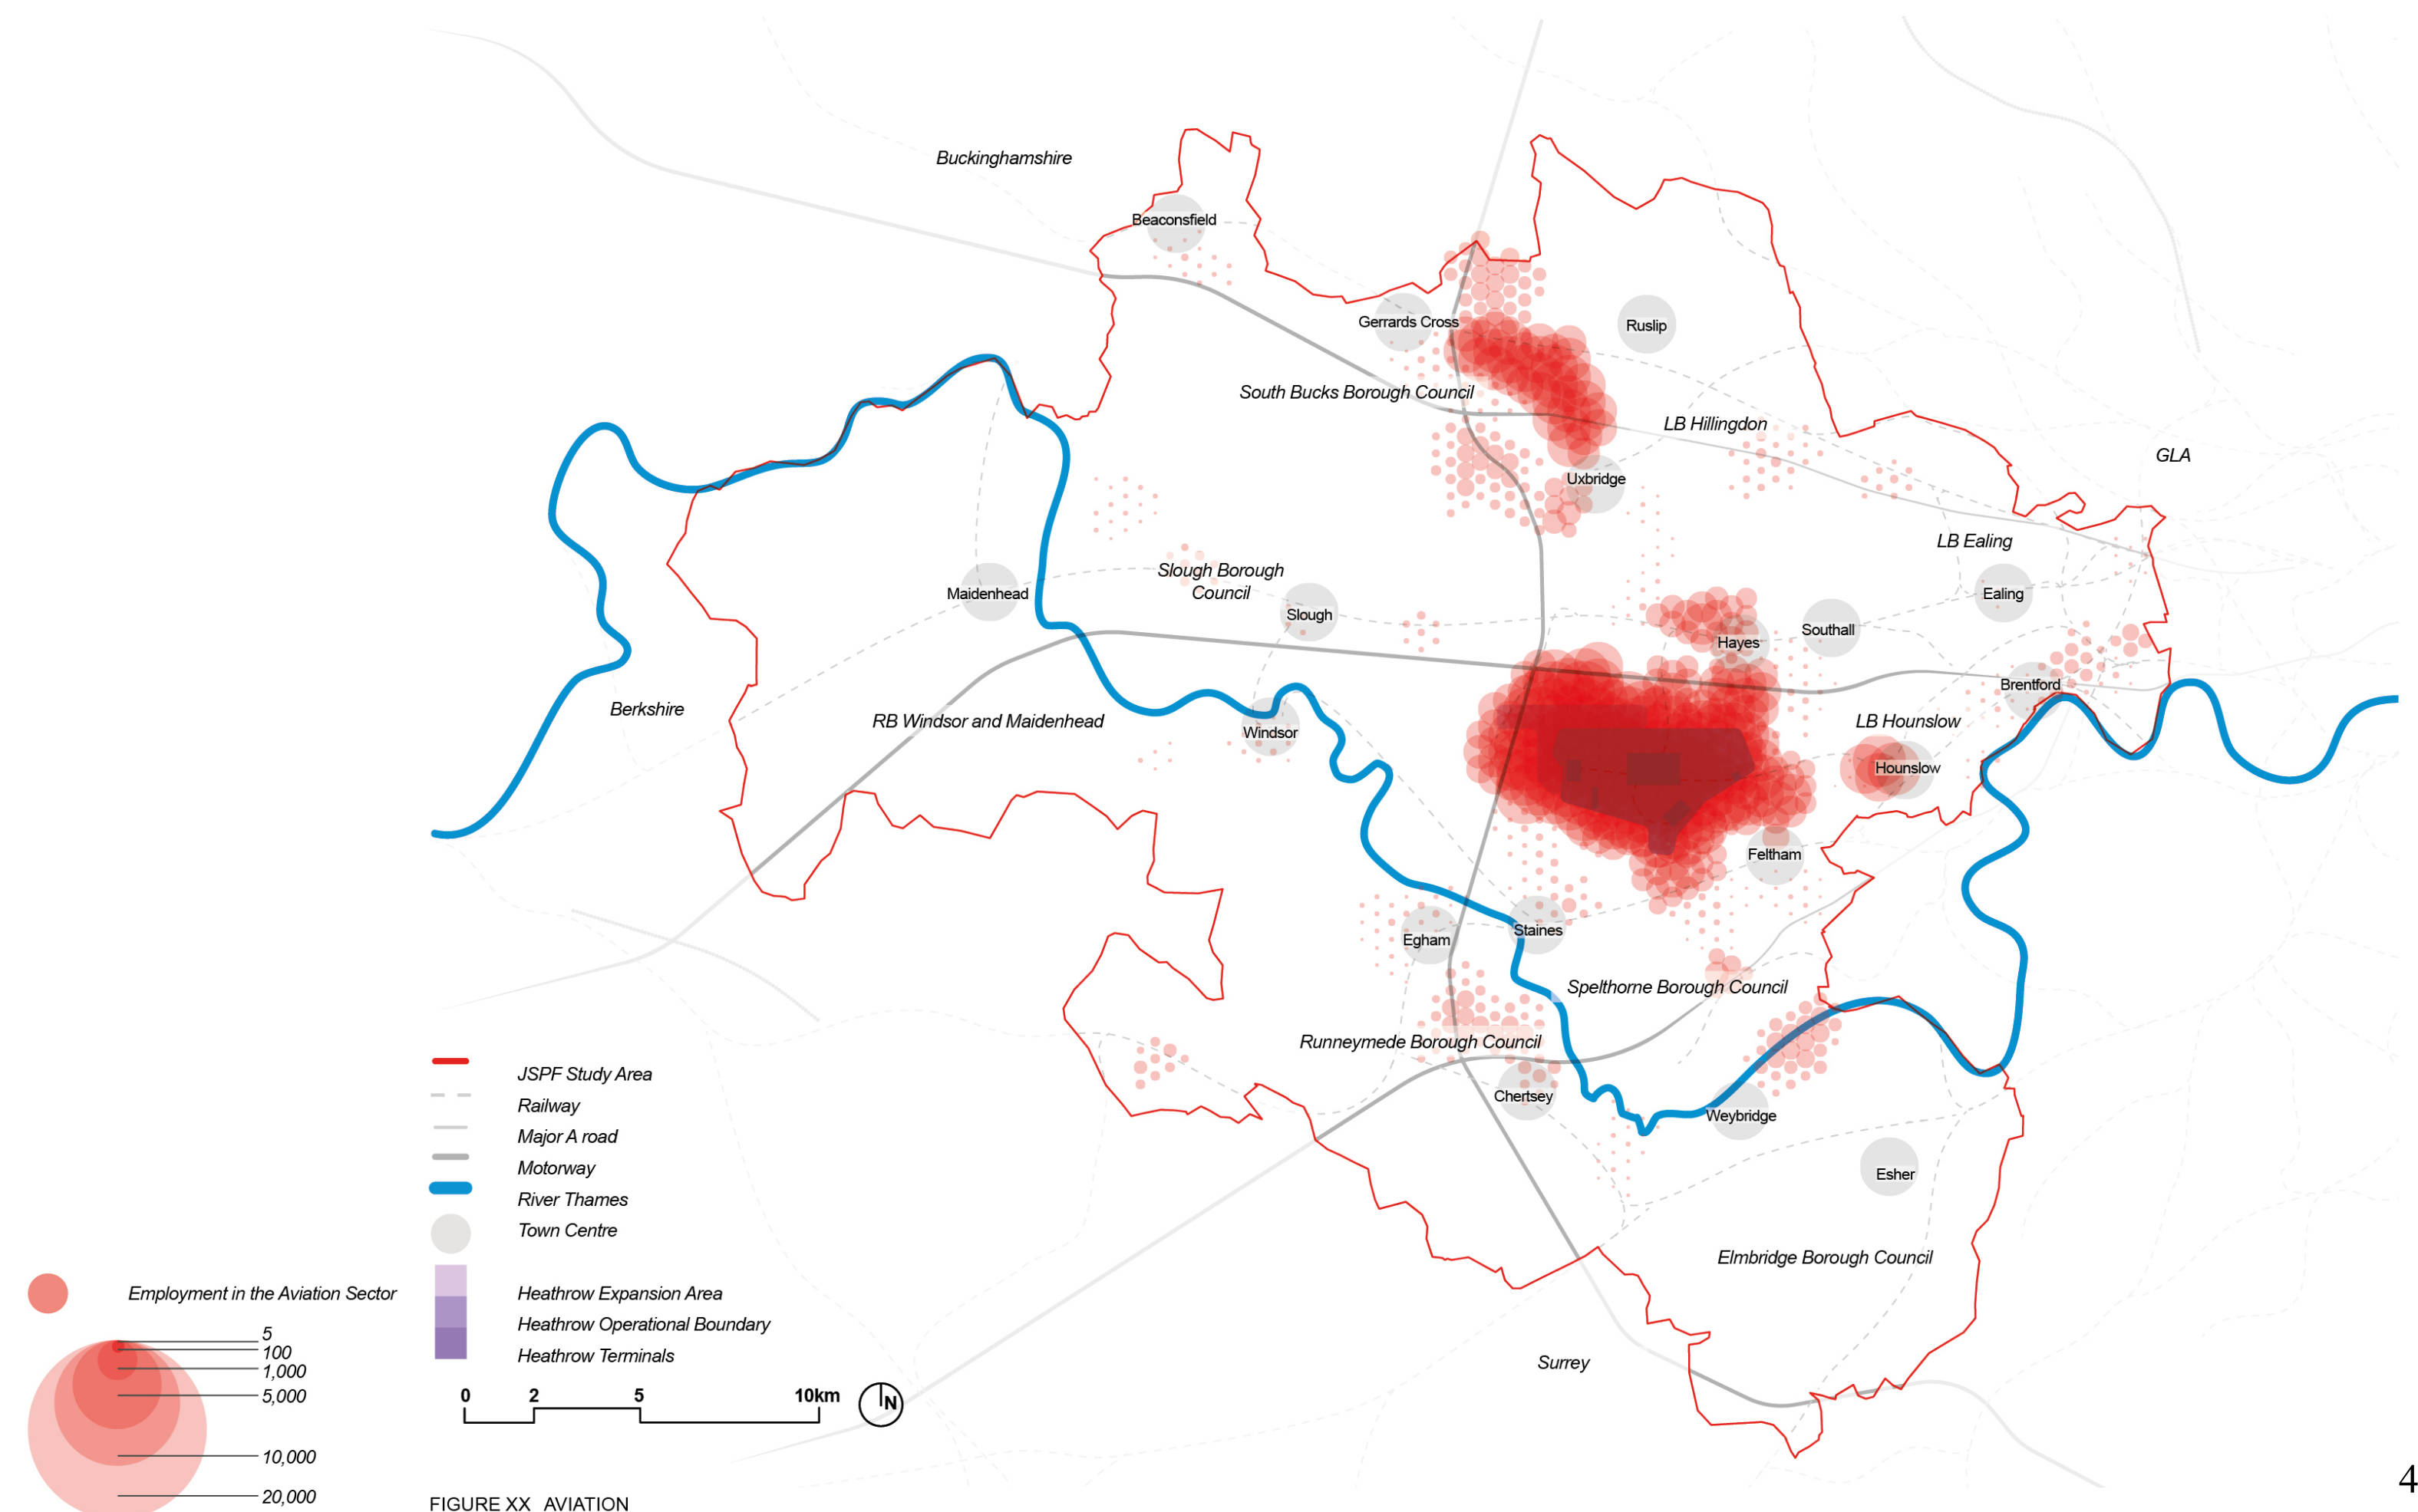 Buckinghamshire
Beaconsfield
Gerrards Cross
Ruslip
South Bucks Borough Council
LB Hillingdon
GLA
Uxbridge
LB Ealing
Slough Borough
Council
Maidenhead
Slough
Ealing
Southall
Hayes
Brentford
Berkshire
RB Windsor and Maidenhead
Windsor
LB Hounslow
Hounslow
Feltham
Egham
Staines
Spelthorne Borough Council
Runneymede Borough Council
Chertsey
Weybridge
Esher
Elmbridge Borough Council
Surrey
JSPF Study Area
Railway
Major A road
Motorway
River Thames
Town Centre
Heathrow Expansion Area
Heathrow Operational Boundary
Heathrow Terminals
Employment in the Aviation Sector
5
100
1,000
5,000
10,000
20,000
0 2 5 10km
N
FIGURE XX AVIATION
4